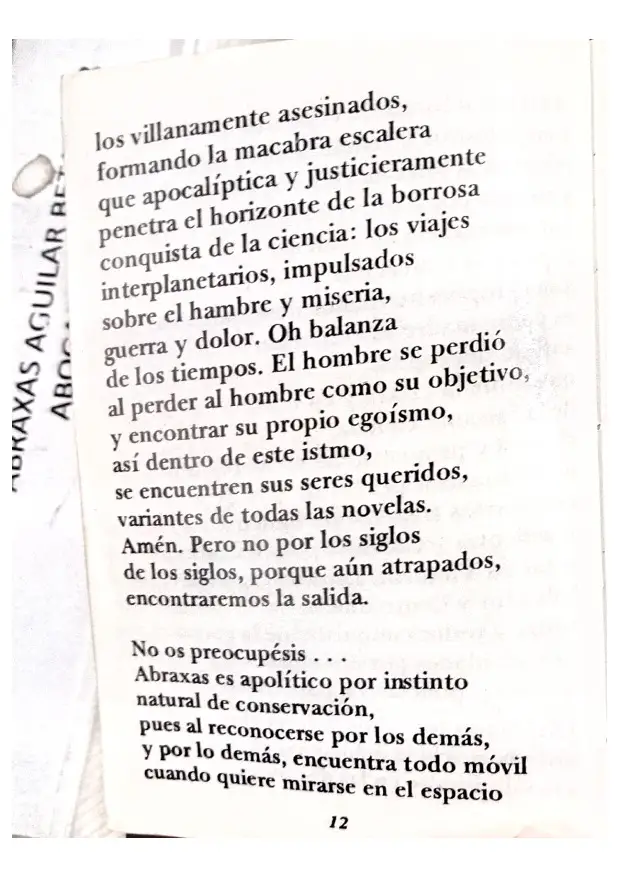 los villanamente asesinados,
formando la macabra escalera
que apocalíptica y justicieramente
penetra el horizonte de la borrosa
conquista de la ciencia: los viajes
interplanetarios, impulsados
sobre el hambre y miseria,
guerra y dolor. Oh balanza
de los tiempos. El hombre se perdió
al perder al hombre como su objetivo,
y encontrar su propio egoísmo,
así dentro de este istmo,
se encuentren sus seres queridos,
variantes de todas las novelas.
Amén. Pero no por los siglos
de los siglos, porque aún atrapados,
encontraremos la salida.
No os preocupésis . . .
Abraxas es apolítico por instinto
natural de conservación,
pues al reconocerse por los demás,
y por lo demás, encuentra todo móvil
cuando quiere mirarse en el espacio
12
ABRAXAS AGUILAR